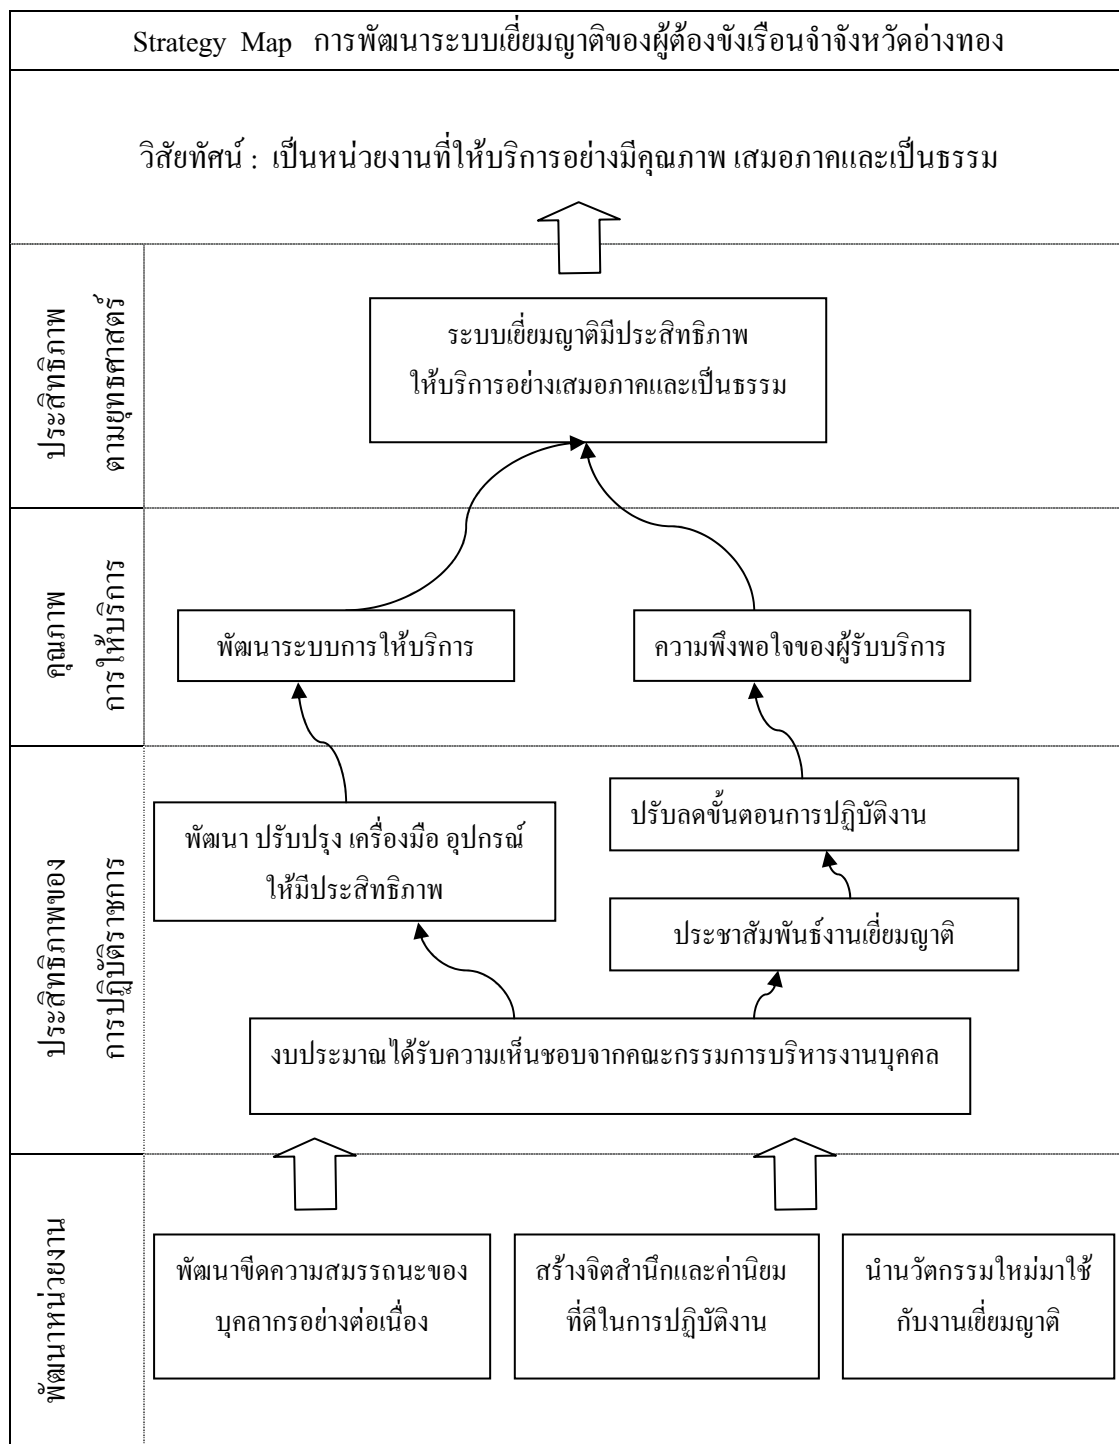 Strategy Map การพัฒนาระบบเยี่ยมญาติของผู้ต้องขังเรือนจำจังหวัดอ่างทอง
วิสัยทัศน์ : เป็นหน่วยงานที่ให้บริการอย่างมีคุณภาพ เสมอภาคและเป็นธรรม
ประสิทธิภาพ
ตามยุทธศาสตร์
ระบบเยี่ยมญาติมีประสิทธิภาพ
ให้บริการอย่างเสมอภาคและเป็นธรรม
คุณภาพ
การให้บริการ
พัฒนาระบบการให้บริการ
ความพึงพอใจของผู้รับบริการ
ประสิทธิภาพของ
การปฏิบัติราชการ
พัฒนา ปรับปรุง เครื่องมือ อุปกรณ์
ให้มีประสิทธิภาพ
ปรับลดขั้นตอนการปฏิบัติงาน
ประชาสัมพันธ์งานเยี่ยมญาติ
งบประมาณได้รับความเห็นชอบจากคณะกรรมการบริหารงานบุคคล
พัฒนาหน่วยงาน
พัฒนาขีดความสมรรถนะของ
บุคลากรอย่างต่อเนื่อง
สร้างจิตสำนึกและค่านิยม
ที่ดีในการปฏิบัติงาน
นำนวัตกรรมใหม่มาใช้
กับงานเยี่ยมญาติ